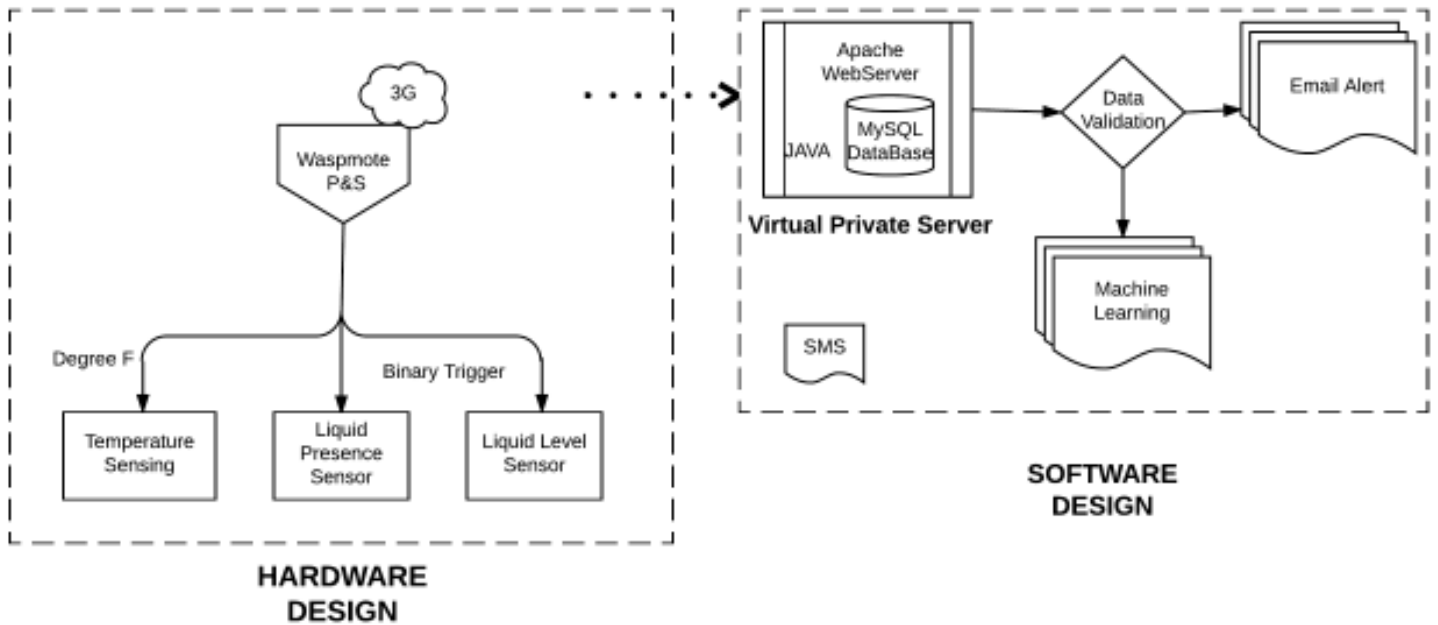 3G
Waspmote
P&S
Degree F
Binary Trigger
Temperature
Sensing
Liquid
Presence
Sensor
Liquid Level
Sensor
HARDWARE
DESIGN
Apache
WebServer
JAVA
MySQL
DataBase
Virtual Private Server
Data
Validation
Email Alert
Machine
Learning
SMS
SOFTWARE
DESIGN